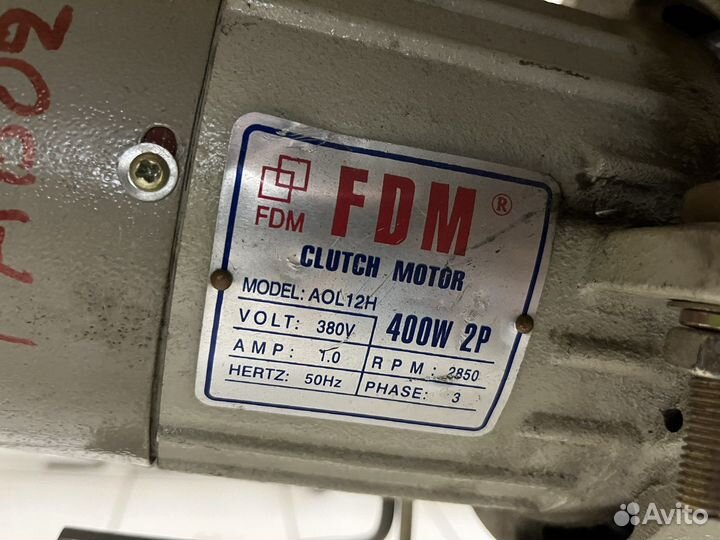 FDM
FDM ®
CLUTCH MOTOR
MODEL: AOL12H
400W 2P
VOLT: 380V
AMP: 1.0
RPM: 2850
HERTZ: 50Hz
PHASE: 3
Avito